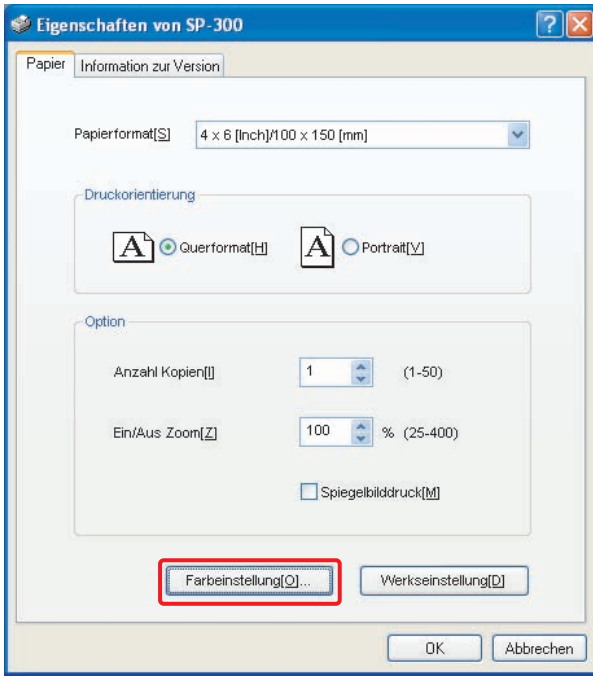 Eigenschaften von SP-300
Papier Information zur Version
Papierformat[S] 4 x 6 [Inch]/100 x 150 [mm]
Druckorientierung
A Querformat[H] A Portrait[V]
Option
Anzahl Kopien[I] 1 (1-50)
Ein/Aus Zoom[Z] 100 % (25-400)
Spiegelbilddruck[M]
Farbeinstellung[O]... Werkseinstellung[D]
OK Abbrechen